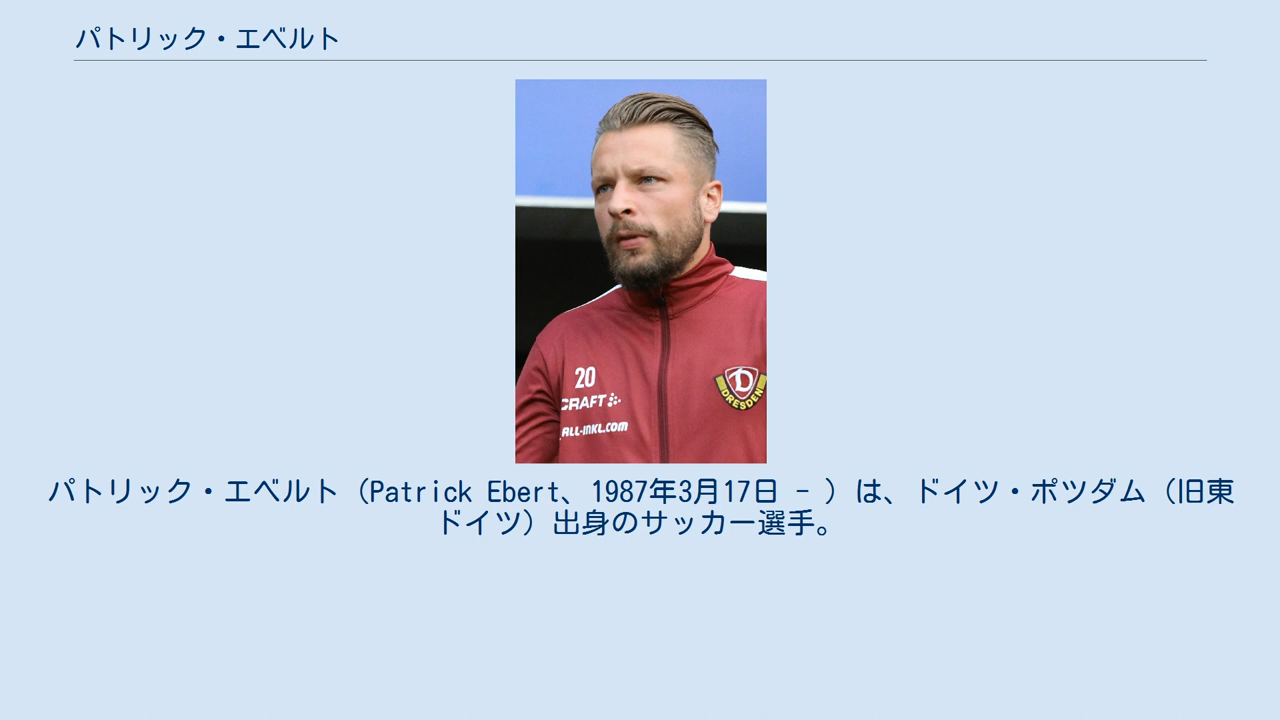 パトリック・エベルト
20
CRAFT
ALL-INKL.COM
D
DRESDEN
パトリック・エベルト（Patrick Ebert、1987年3月17日 - ）は、ドイツ・ポツダム（旧東
ドイツ）出身のサッカー選手。